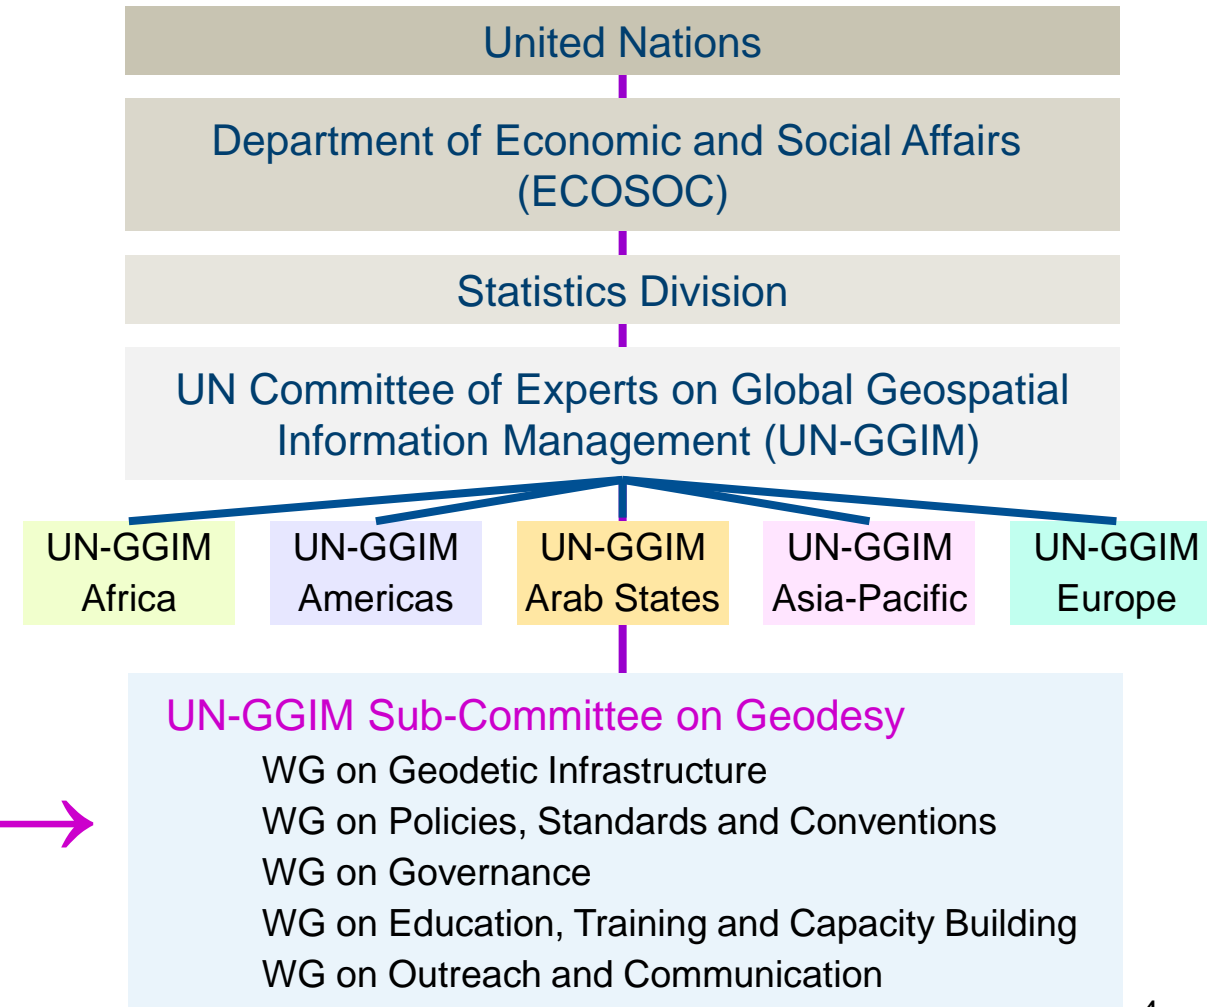 United Nations
Department of Economic and Social Affairs
(ECOSOC)
Statistics Division
UN Committee of Experts on Global Geospatial
Information Management (UN-GGIM)
UN-GGIM
Africa
UN-GGIM
Americas
UN-GGIM
Arab States
UN-GGIM
Asia-Pacific
UN-GGIM
Europe
UN-GGIM Sub-Committee on Geodesy
WG on Geodetic Infrastructure
WG on Policies, Standards and Conventions
WG on Governance
WG on Education, Training and Capacity Building
WG on Outreach and Communication